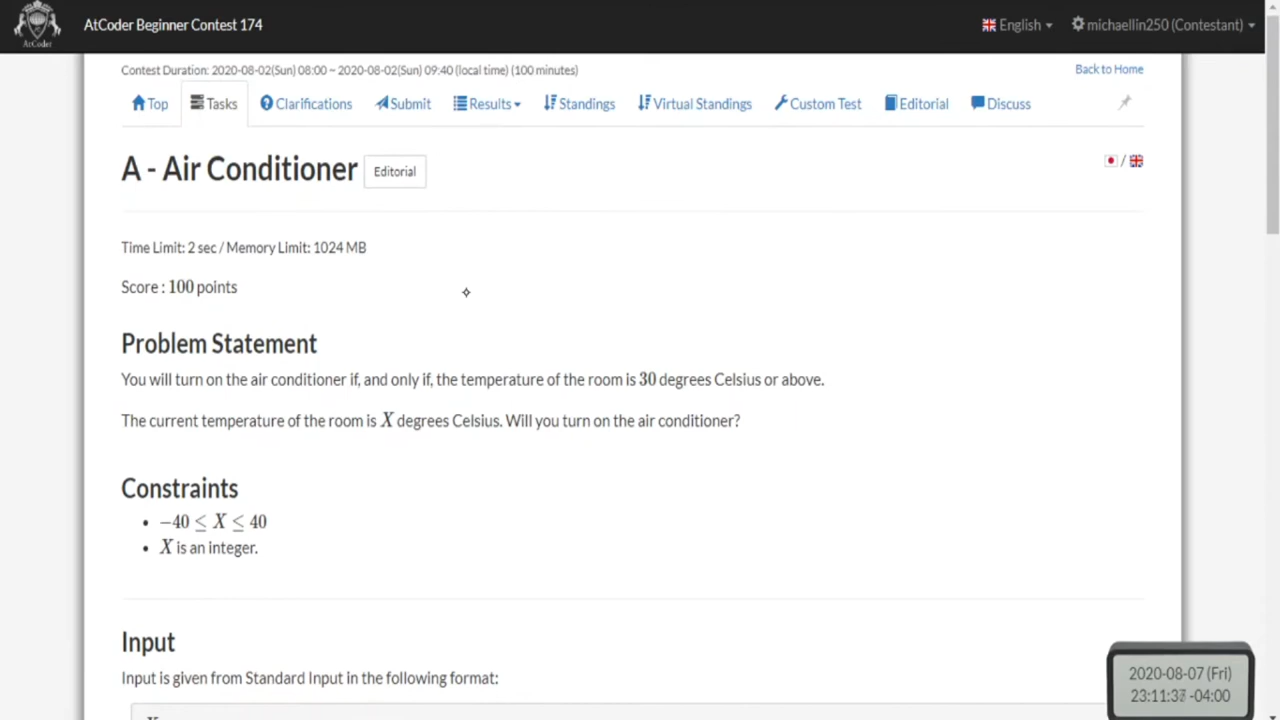 AtCoder
AtCoder Beginner Contest 174
English
michaellin250 (Contestant)
Contest Duration: 2020-08-02(Sun) 08:00 ~ 2020-08-02(Sun) 09:40 (local time) (100 minutes)
Back to Home
Top
Tasks
Clarifications
Submit
Results
Standings
Virtual Standings
Custom Test
Editorial
Discuss
A - Air Conditioner
Editorial
/
Time Limit: 2 sec / Memory Limit: 1024 MB
Score : 100 points
Problem Statement
You will turn on the air conditioner if, and only if, the temperature of the room is 30 degrees Celsius or above.
The current temperature of the room is X degrees Celsius. Will you turn on the air conditioner?
Constraints
• −40 ≤ X ≤ 40
• X is an integer.
Input
Input is given from Standard Input in the following format:
2020-08-07 (Fri)
-04:00